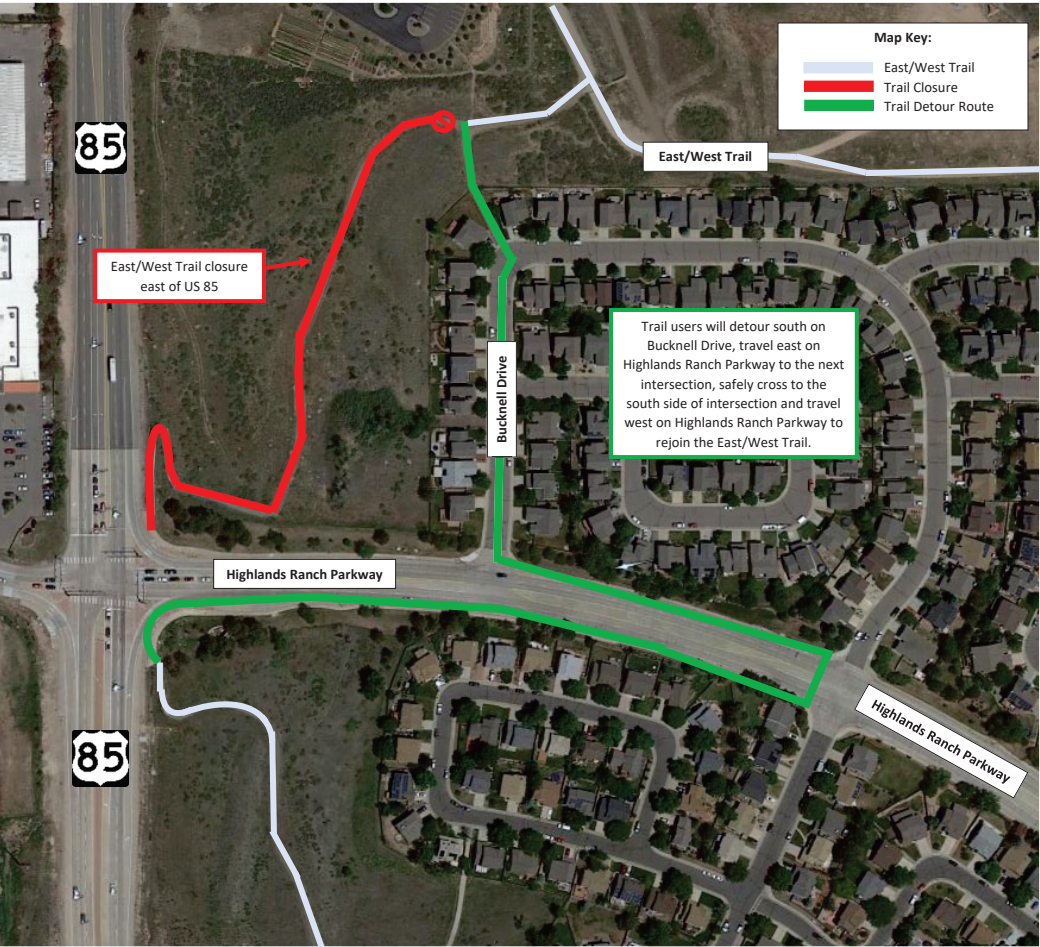 Map Key:
East/West Trail
Trail Closure
Trail Detour Route
85
East/West Trail
East/West Trail closure
east of US 85
Trail users will detour south on
Bucknell Drive, travel east on
Highlands Ranch Parkway to the next
intersection, safely cross to the
south side of intersection and travel
west on Highlands Ranch Parkway to
rejoin the East/West Trail.
Bucknell Drive
Highlands Ranch Parkway
Highlands Ranch Parkway
85